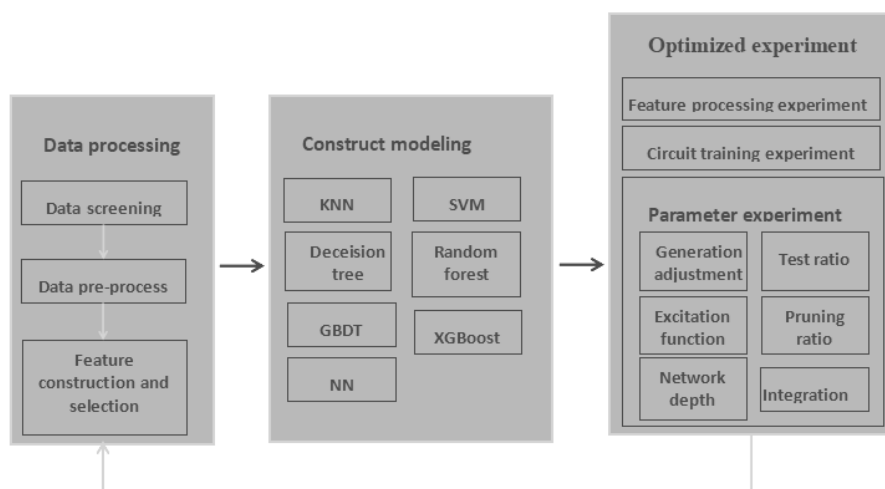 Data processing
Data screening
Data pre-process
Feature
construction and
selection
Construct modeling
KNN
SVM
Deceision
tree
Random
forest
GBDT
XGBoost
NN
Optimized experiment
Feature processing experiment
Circuit training experiment
Parameter experiment
Generation
adjustment
Test ratio
Excitation
function
Pruning
ratio
Network
depth
Integration